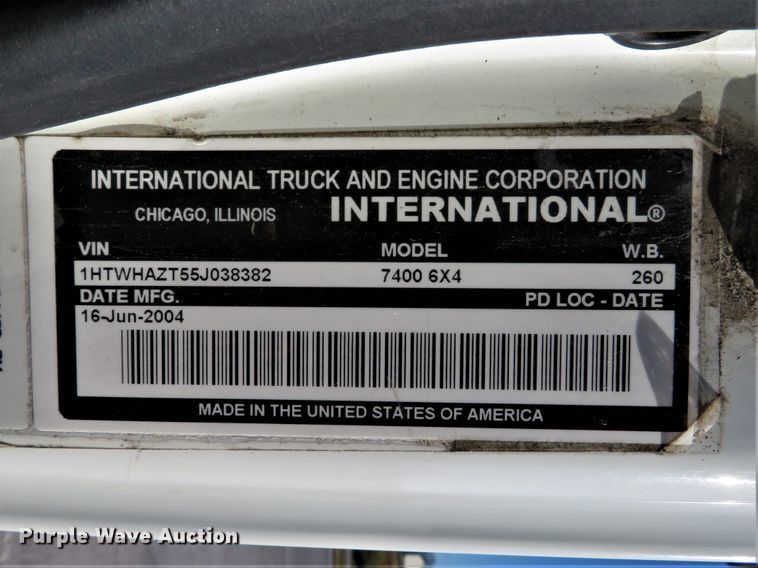 INTERNATIONAL TRUCK AND ENGINE CORPORATION
CHICAGO, ILLINOIS INTERNATIONAL®
VIN MODEL W.B.
1HTWHAZT55J038382 7400 6X4 260
DATE MFG. PD LOC - DATE
16-Jun-2004
MADE IN THE UNITED STATES OF AMERICA
Purple Wave Auction